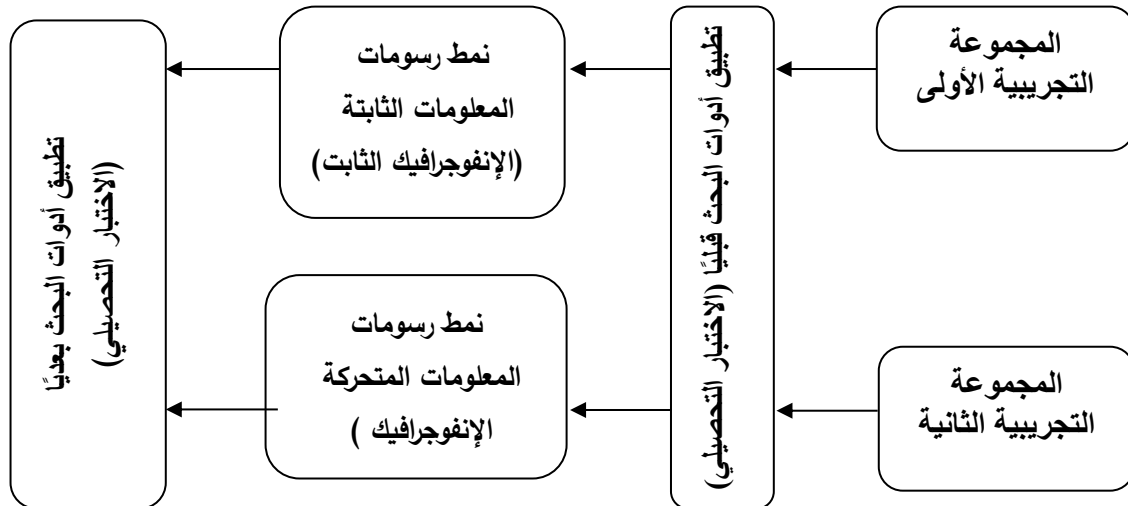 المجموعة
التجريبية الأولى
المجموعة
التجريبية الثانية
تطبيق أدوات البحث قبليًا (الاختبار التحصيلي)
نمط رسومات
المعلومات الثابتة
(الإنفوجرافيك الثابت)
نمط رسومات
المعلومات المتحركة
الإنفوجرافيك )
تطبيق أدوات البحث بعديًا
(الاختبار التحصيلي)